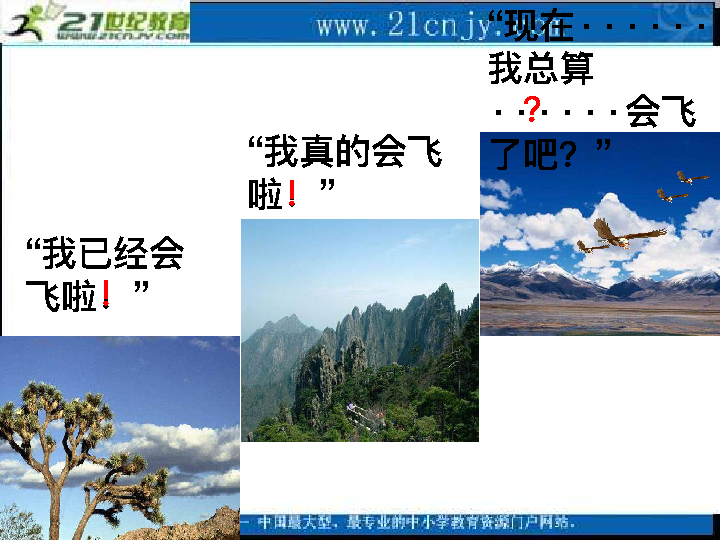 21世纪教育
WWW.21CNJY.COM
www.21cnjy.com
“现在······
我总算
······会飞
?
了吧？”
“我真的会飞
啦！”
“我已经会
飞啦！”
－ 中国最大型、最专业的中小学教育资源门户网站.